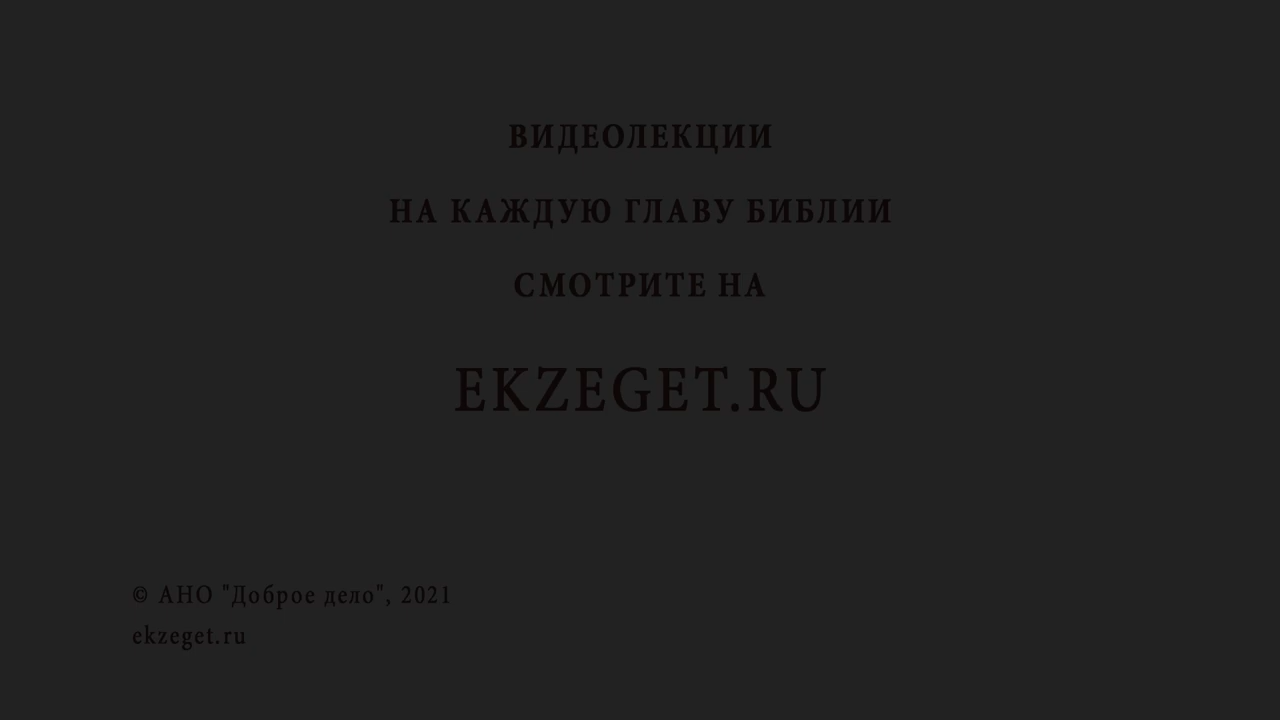 ВИДЕОЛЕКЦИИ
НА КАЖДУЮ ГЛАВУ БИБЛИИ
СМОТРИТЕ НА
EKZEGET.RU
© АНО "Доброе дело", 2021
ekzeget.ru